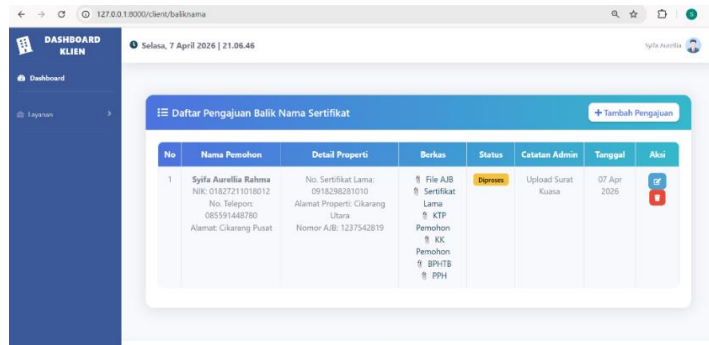 127.0.0.1:8000/client/baliknama
S
DASHBOARD
KLIEN
Selasa, 7 April 2026 | 21.06.46
Syifa Aurellia
Dashboard
Layanan
Daftar Pengajuan Balik Nama Sertifikat
+ Tambah Pengajuan
No Nama Pemohon Detail Properti Berkas Status Catatan Admin Tanggal Aksi
1
Syifa Aurellia Rahma
NIK: 01827211018012
No. Telepon:
085591448780
Alamat: Cikarang Pusat
No. Sertifikat Lama:
0918298281010
Alamat Properti: Cikarang
Utara
Nomor AJB: 1237542819
File AJB
Sertifikat
Lama
KTP
Pemohon
KK
Pemohon
BPHTB
PPH
Diproses
Upload Surat
Kuasa
07 Apr
2026